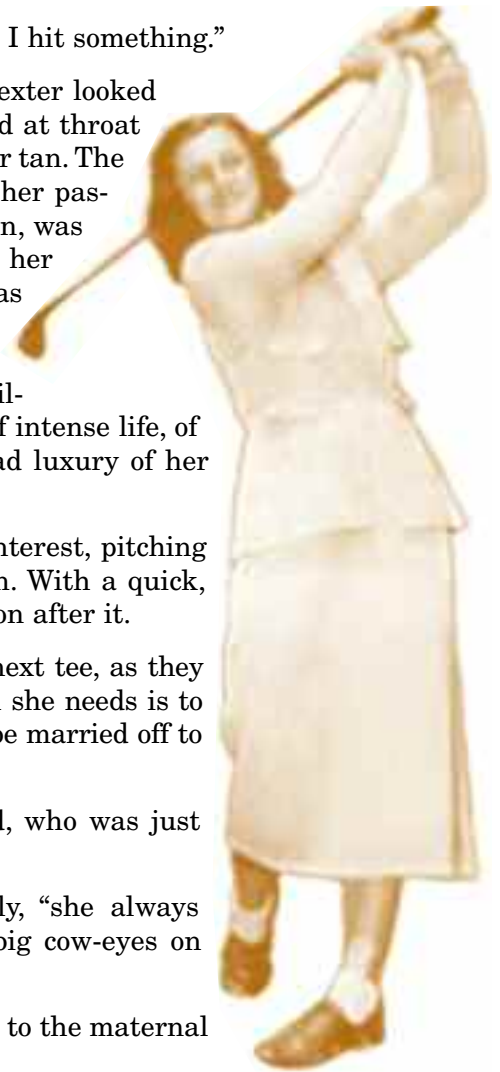 I hit something.”
exter looked
d at throat
r tan. The
her pas-
n, was
her
as
il-
f intense life, of
ad luxury of her
nterest, pitching
n. With a quick,
on after it.
next tee, as they
she needs is to
be married off to
l, who was just
ly, “she always
big cow-eyes on
to the maternal